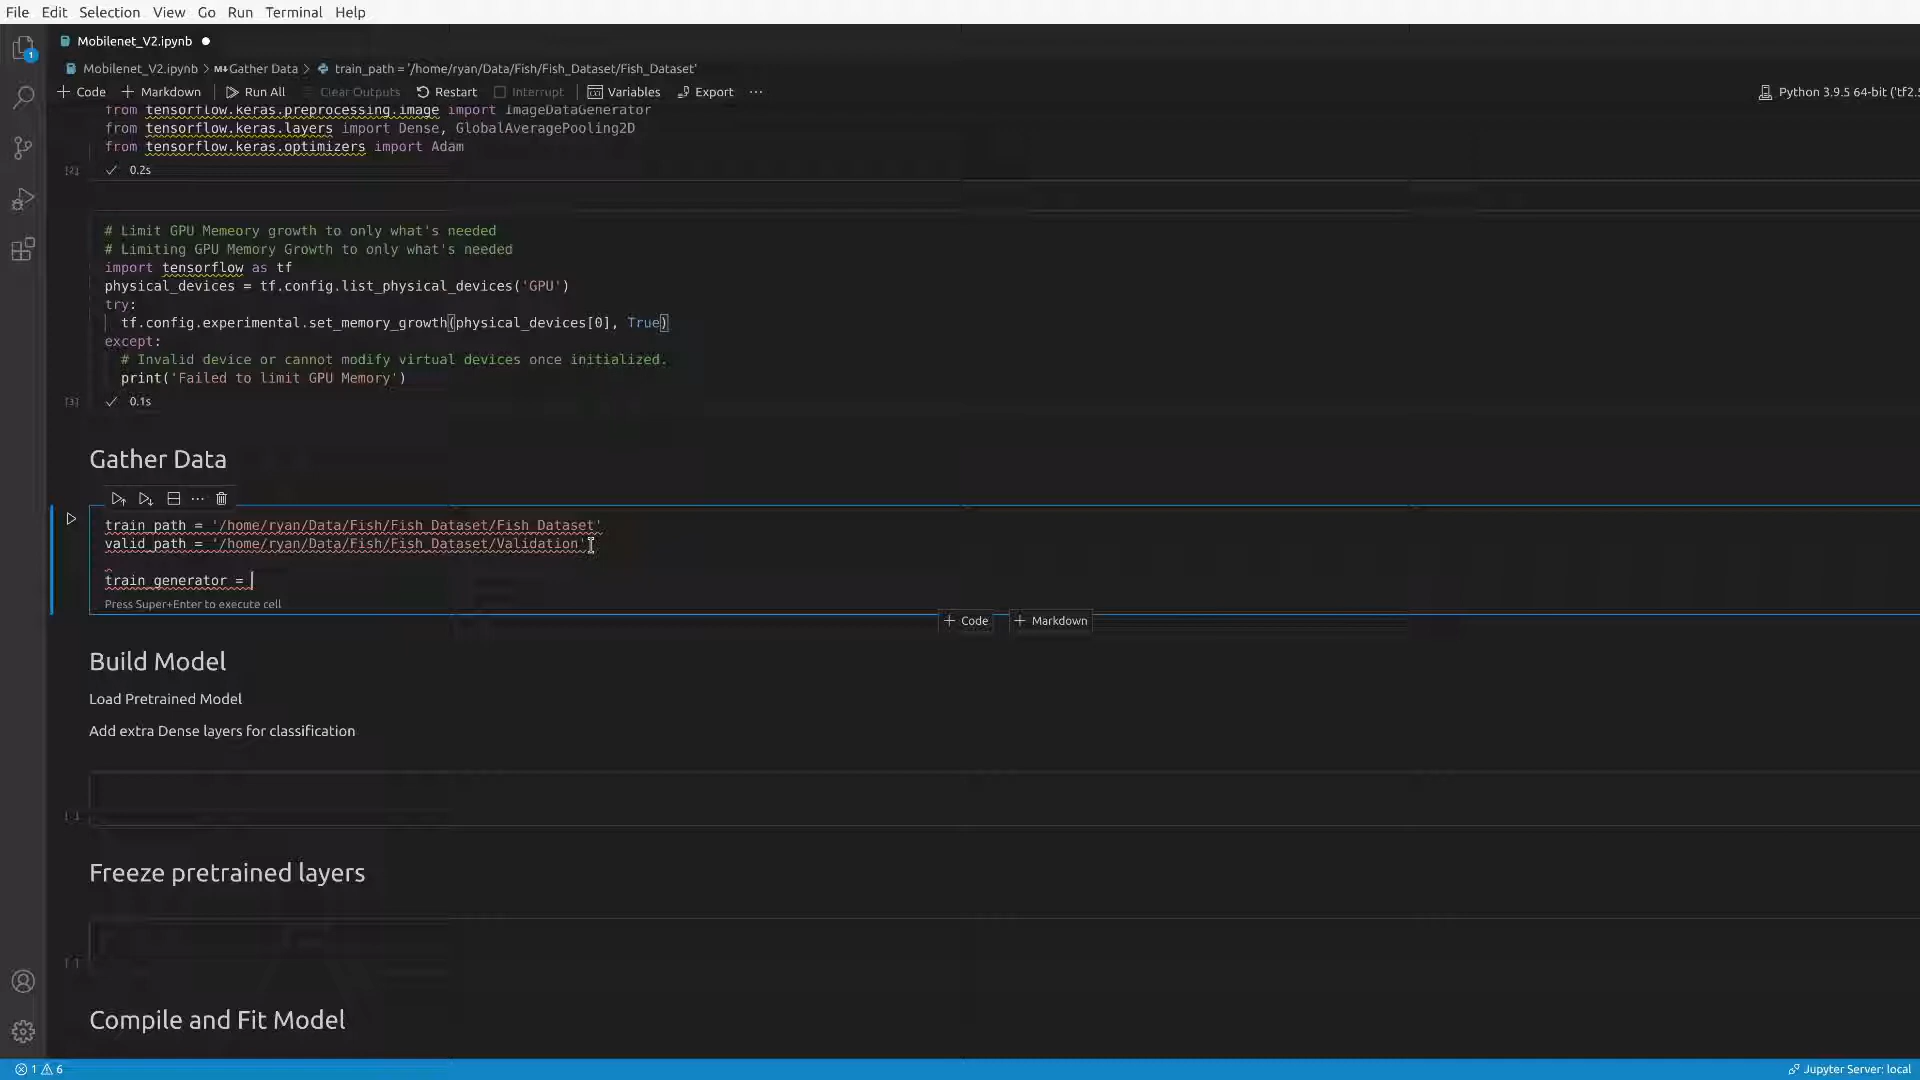 File Edit Selection View Go Run Terminal Help
1
Mobilenet_V2.ipynb
Mobilenet_V2.ipynb > M↓Gather Data > train_path = '/home/ryan/Data/Fish/Fish_Dataset/Fish_Dataset'
+ Code + Markdown Run All Clear Outputs Restart Interrupt Variables Export ··· Python 3.9.5 64-bit ('tf2.5
from tensorflow.keras.preprocessing.image import ImageDataGenerator
from tensorflow.keras.layers import Dense, GlobalAveragePooling2D
from tensorflow.keras.optimizers import Adam
[2] ✓ 0.2s
# Limit GPU Memeory growth to only what's needed
# Limiting GPU Memory Growth to only what's needed
import tensorflow as tf
physical_devices = tf.config.list_physical_devices('GPU')
try:
tf.config.experimental.set_memory_growth(physical_devices[0], True)
except:
# Invalid device or cannot modify virtual devices once initialized.
print('Failed to limit GPU Memory')
[3] ✓ 0.1s
Gather Data
train_path = '/home/ryan/Data/Fish/Fish_Dataset/Fish_Dataset'
valid_path = '/home/ryan/Data/Fish/Fish_Dataset/Validation'
train_generator =
Press Super+Enter to execute cell
+ Code + Markdown
Build Model
Load Pretrained Model
Add extra Dense layers for classification
[ ]
Freeze pretrained layers
[ ]
Compile and Fit Model
1 6 Jupyter Server: local